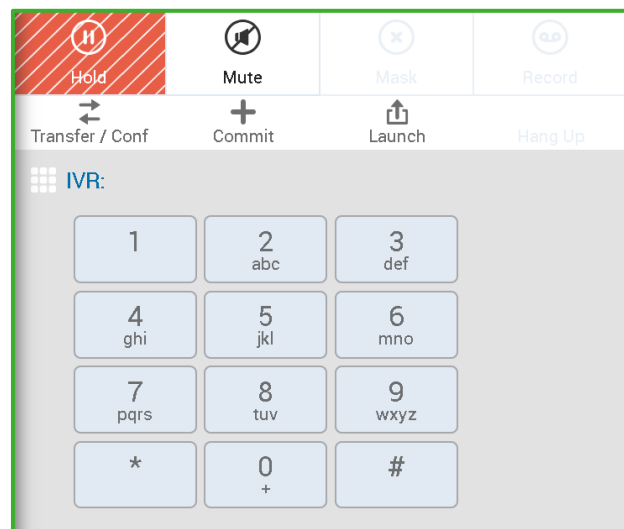 Hold Mute Mask Record
Transfer / Conf Commit Launch Hang Up
IVR:
1 2 3
abc def
4 5 6
ghi jkl mno
7 8 9
pqrs tuv wxyz
* 0 #
+